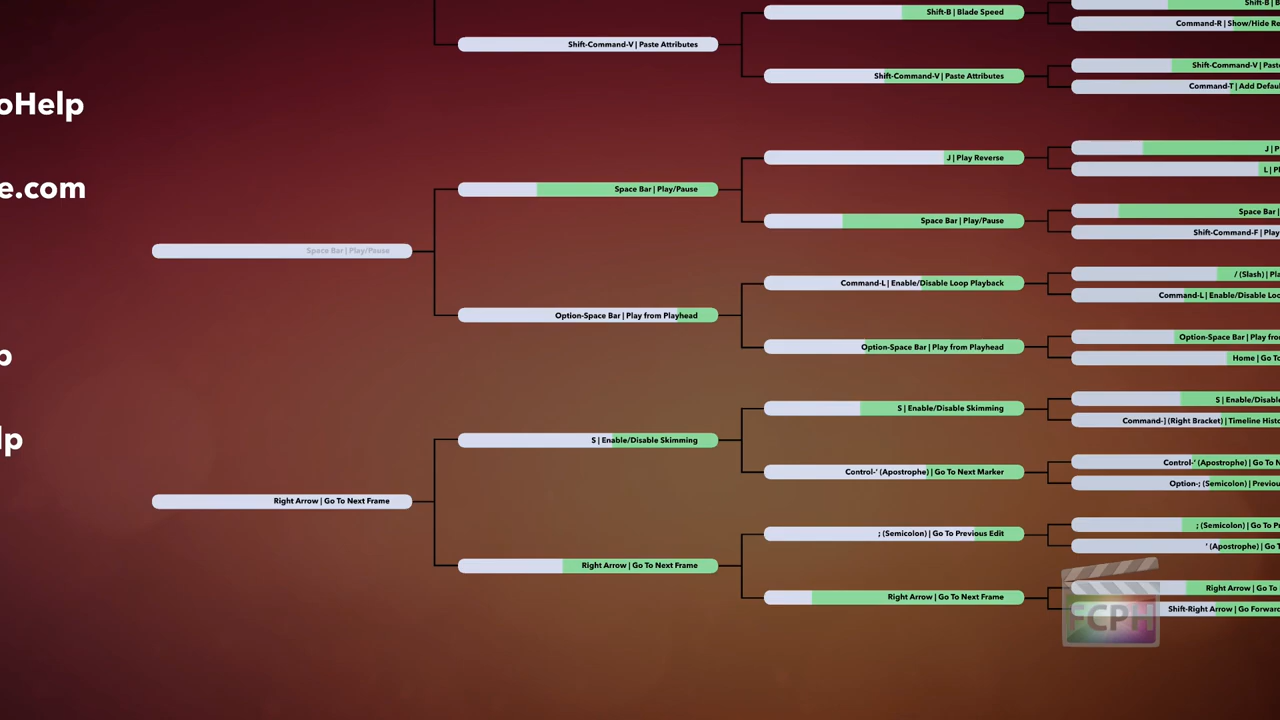 Shift-B | B
Shift-B | Blade Speed
Command-R | Show/Hide Re
Shift-Command-V | Paste Attributes
Shift-Command-V | Paste
Shift-Command-V | Paste Attributes
Command-T | Add Defaul
oHelp
J | P
J | Play Reverse
L | Pl
e.com
Space Bar | Play/Pause
Space Bar |
Space Bar | Play/Pause
Shift-Command-F | Play
Space Bar | Play/Pause
/ (Slash) | Pla
Command-L | Enable/Disable Loop Playback
Command-L | Enable/Disable Loo
Option-Space Bar | Play from Playhead
Option-Space Bar | Play fro
Option-Space Bar | Play from Playhead
p
Home | Go To
S | Enable/Disable
S | Enable/Disable Skimming
Command-] (Right Bracket) | Timeline Histo
lp
S | Enable/Disable Skimming
Control-' (Apostrophe) | Go To N
Control-' (Apostrophe) | Go To Next Marker
Option-; (Semicolon) | Previous
Right Arrow | Go To Next Frame
; (Semicolon) | Go To Pr
; (Semicolon) | Go To Previous Edit
' (Apostrophe) | Go T
Right Arrow | Go To Next Frame
Right Arrow | Go To
Right Arrow | Go To Next Frame
Shift-Right Arrow | Go Forward
FCPH